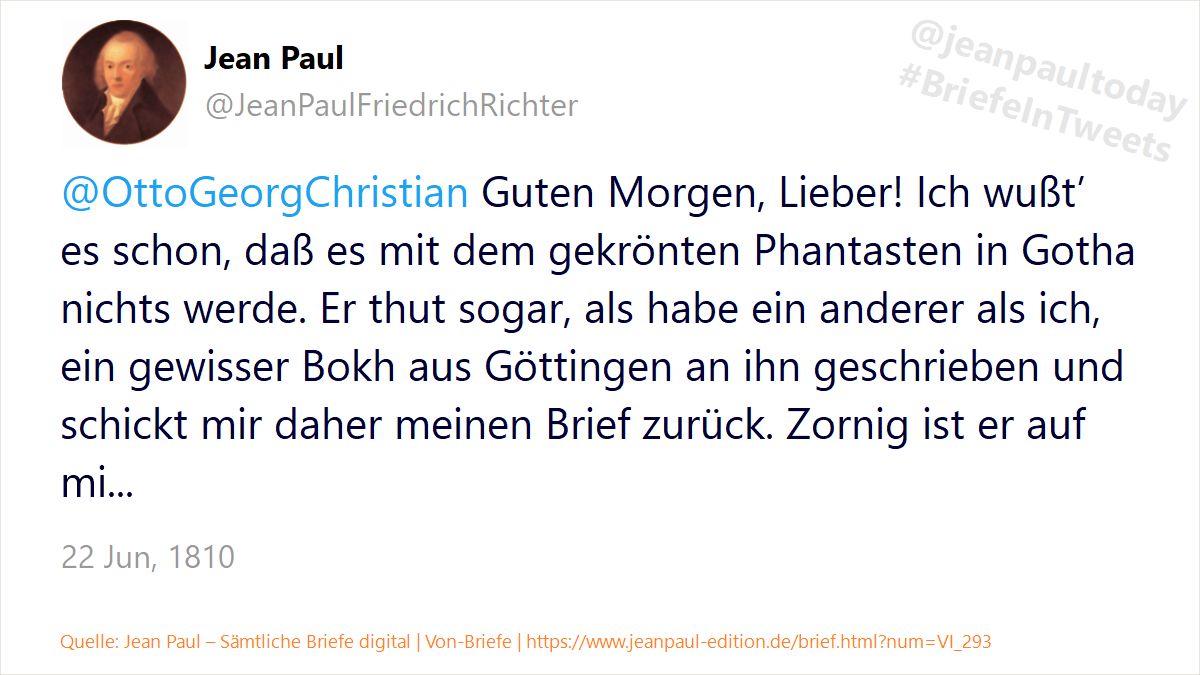 Jean Paul
@JeanPaulFriedrichRichter
@jeanpaultoday
#BriefeInTweets
@OttoGeorgChristian Guten Morgen, Lieber! Ich wußt’
es schon, daß es mit dem gekrönten Phantasten in Gotha
nichts werde. Er thut sogar, als habe ein anderer als ich,
ein gewisser Bokh aus Göttingen an ihn geschrieben und
schickt mir daher meinen Brief zurück. Zornig ist er auf
mi...
22 Jun, 1810
Quelle: Jean Paul – Sämtliche Briefe digital | Von-Briefe | https://www.jeanpaul-edition.de/brief.html?num=VI_293